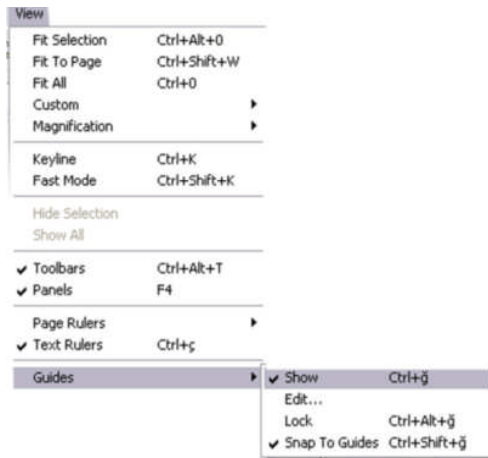 View
Fit Selection Ctrl+Alt+0
Fit To Page Ctrl+Shift+W
Fit All Ctrl+0
Custom
Magnification
Keyline Ctrl+K
Fast Mode Ctrl+Shift+K
Hide Selection
Show All
Toolbars Ctrl+Alt+T
Panels F4
Page Rulers
Text Rulers Ctrl+ç
Guides
Show Ctrl+ğ
Edit...
Lock Ctrl+Alt+ğ
Snap To Guides Ctrl+Shift+ğ